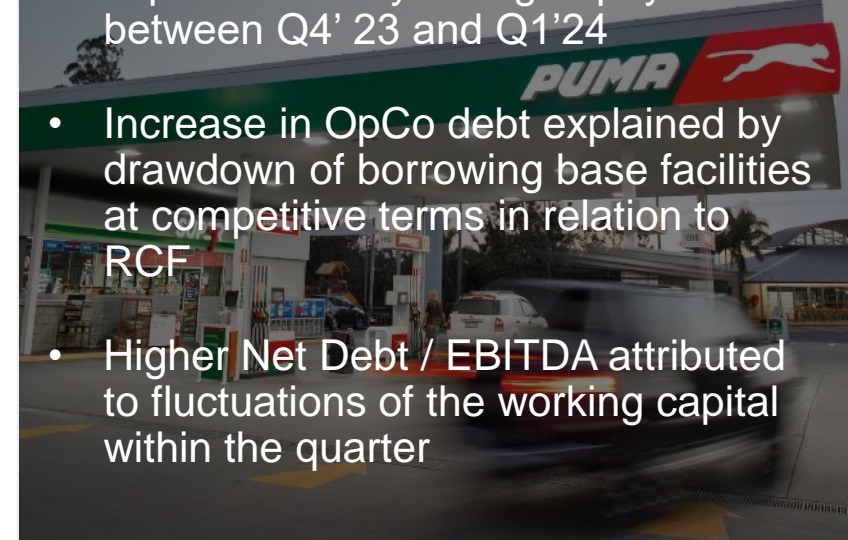 between Q4’ 23 and Q1’24
PUMA
• Increase in OpCo debt explained by
drawdown of borrowing base facilities
at competitive terms in relation to
RCF
• Higher Net Debt / EBITDA attributed
to fluctuations of the working capital
within the quarter